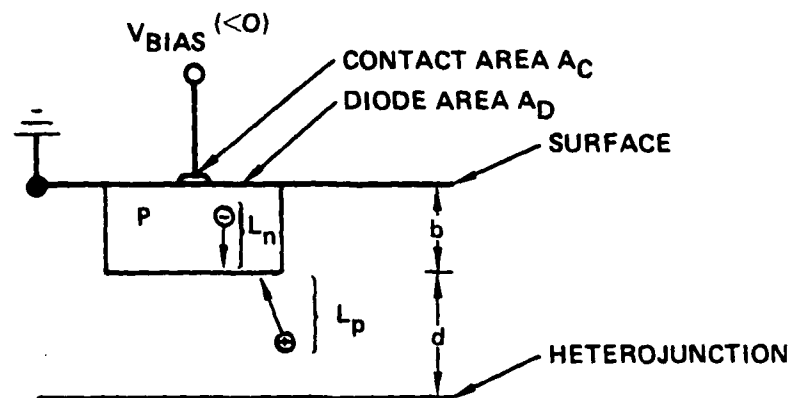 V_BIAS (<0)
CONTACT AREA A_C
DIODE AREA A_D
SURFACE
P
⊖
L_n
b
L_p
⊕
d
HETEROJUNCTION